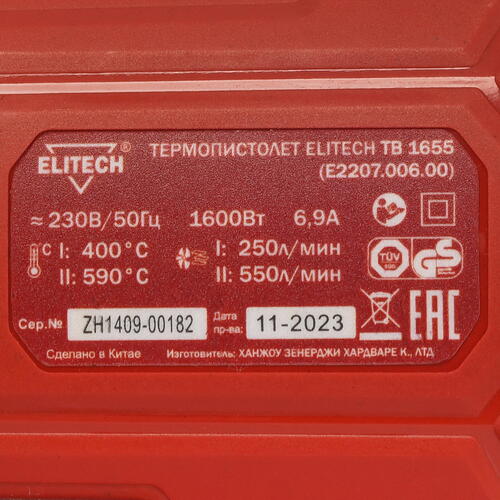 ELITECH®
ТЕРМОПИСТОЛЕТ ELITECH ТВ 1655
(E2207.006.00)
≈ 230В/50Гц 1600Вт 6,9А
°C I: 400°C I: 250л/мин
II: 590°C II: 550л/мин
TÜV GS
Сер.№ ZH1409-00182 Дата пр-ва: 11-2023 EAC
Сделано в Китае Изготовитель: ХАНЖОУ ЗЕНЕРДЖИ ХАРДВАРЕ К., ЛТД